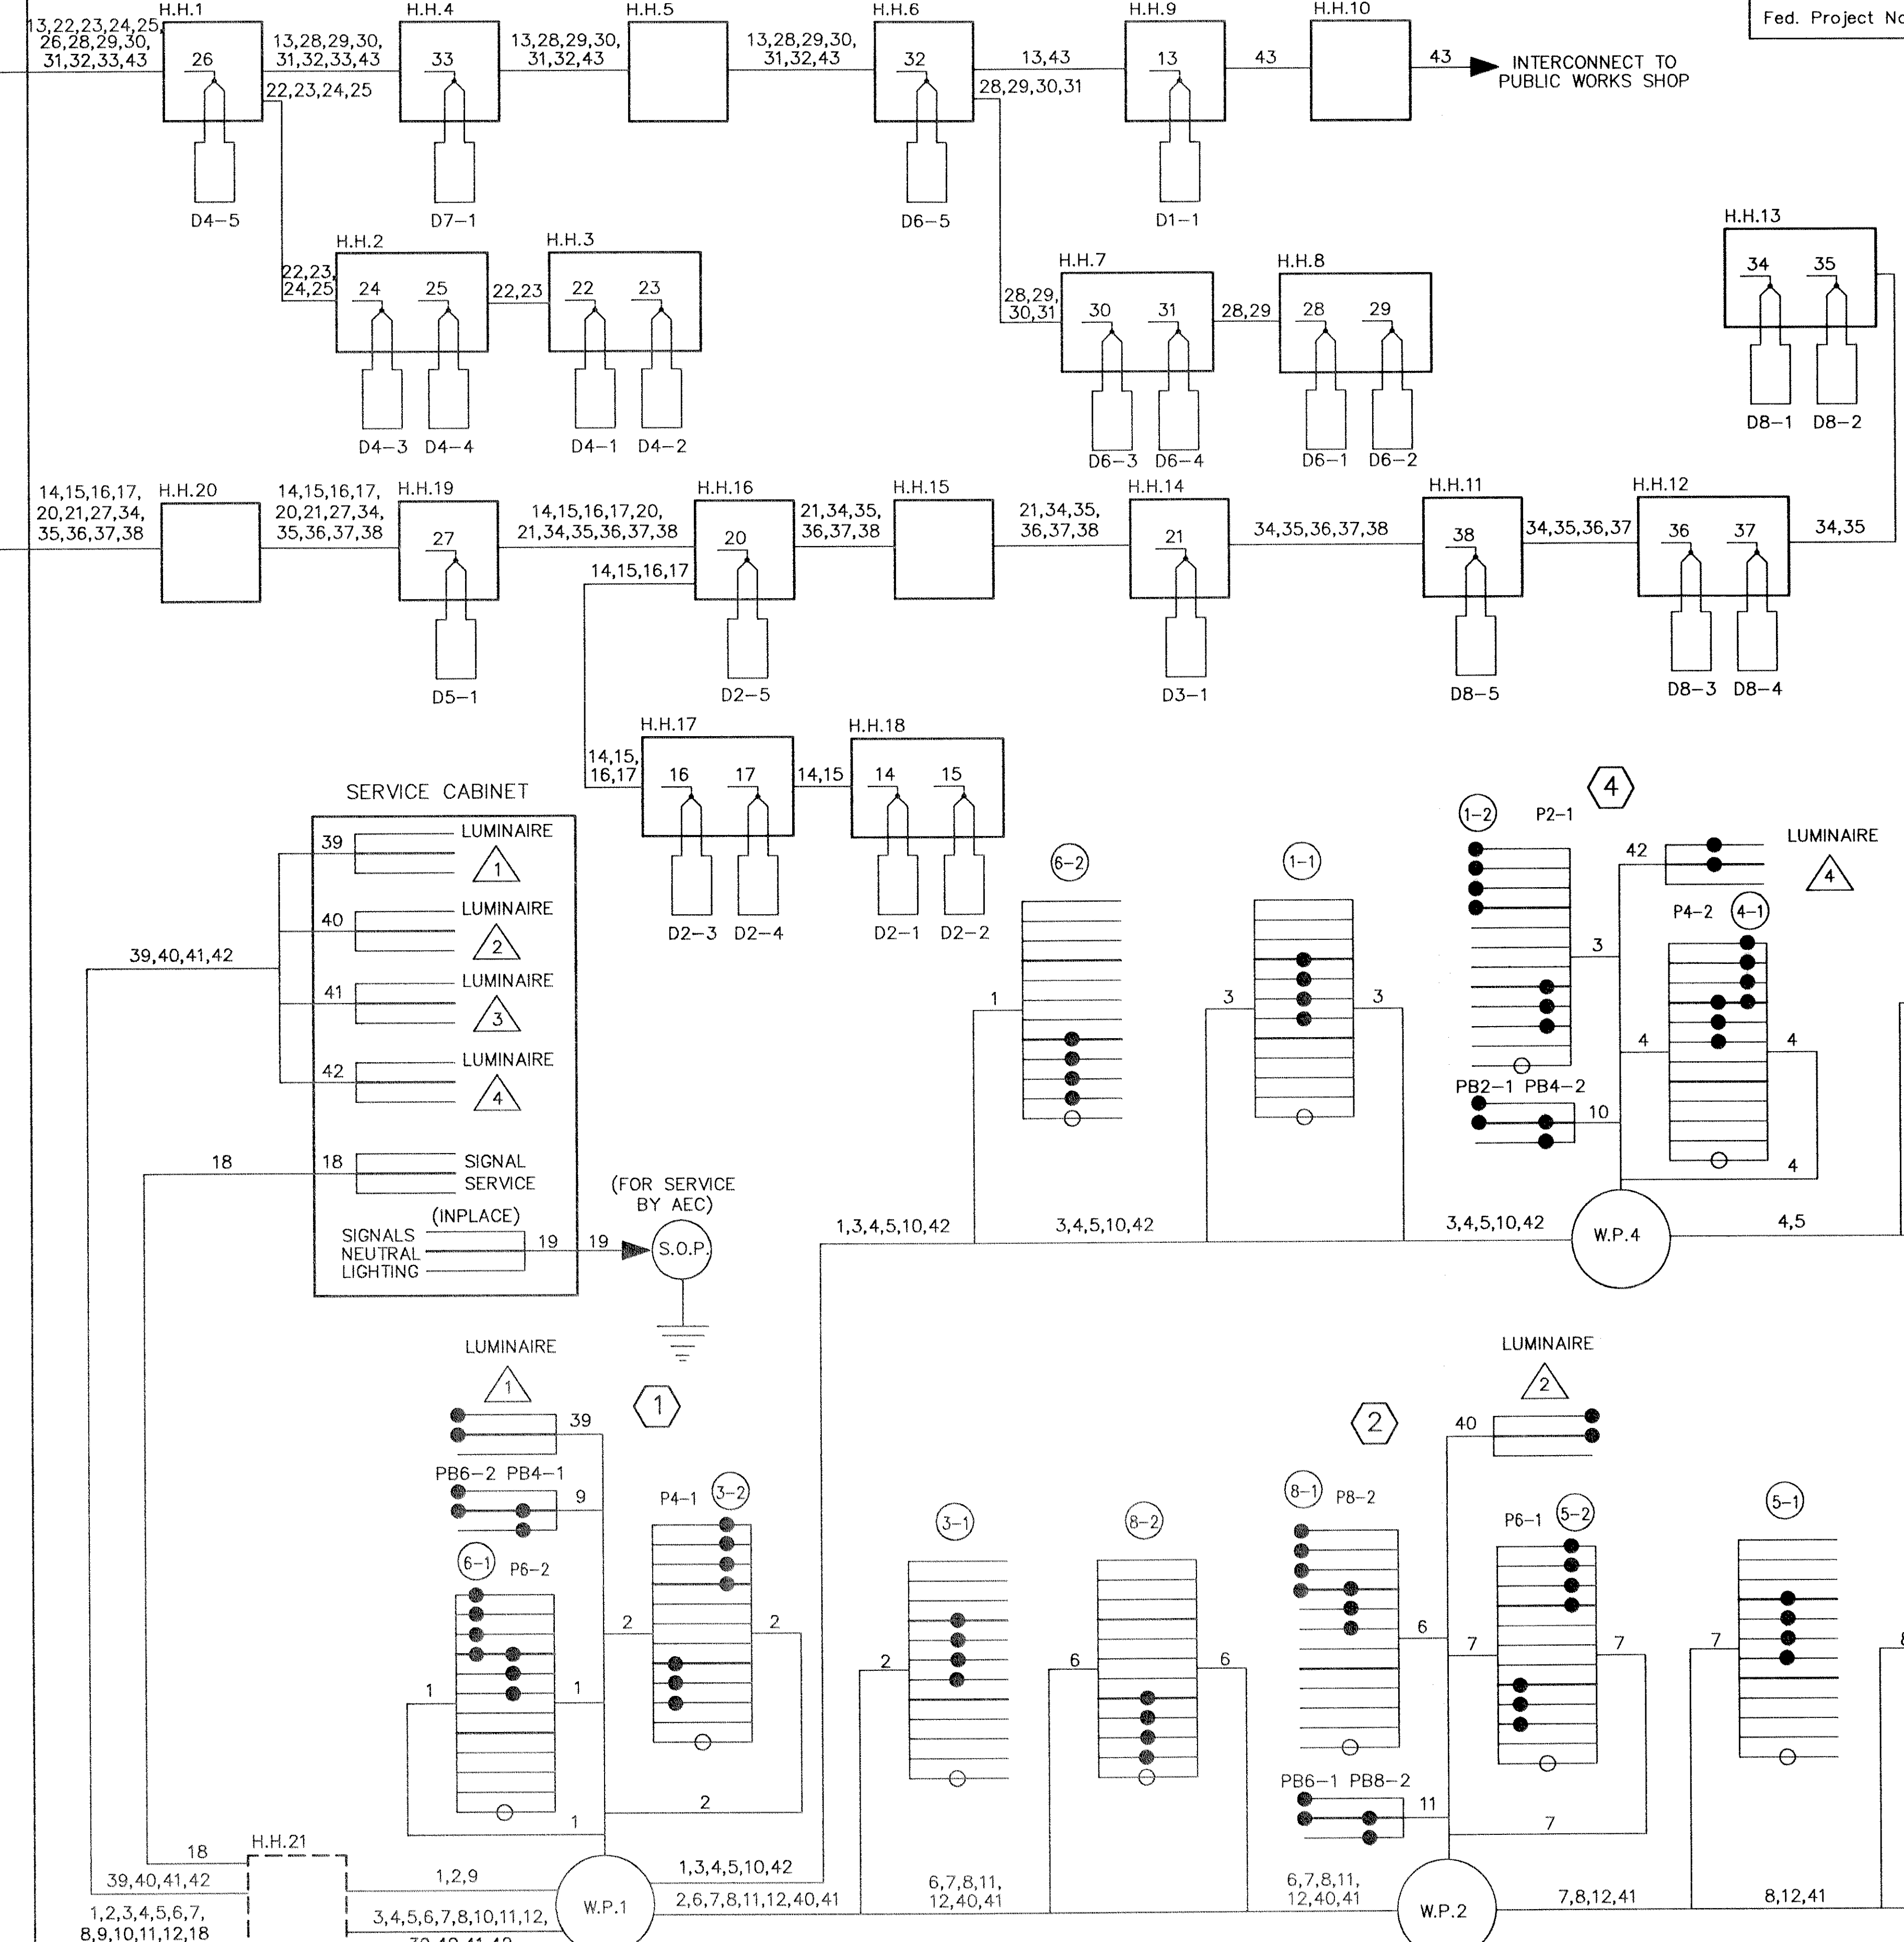 Fed. Project No
H.H.1
H.H.4
H.H.5
H.H.6
H.H.9
H.H.10
13,22,23,24,25,
26,28,29,30,
31,32,33,43
26
13,28,29,30,
31,32,33,43
22,23,24,25
33
13,28,29,30,
31,32,43
13,28,29,30,
31,32,43
32
13,43
28,29,30,31
13
43
43
INTERCONNECT TO
PUBLIC WORKS SHOP
D4-5
D7-1
D6-5
D1-1
H.H.2
H.H.3
H.H.7
H.H.8
H.H.13
22,23,
24,25
24
25
22,23
22
23
28,29,
30,31
30
31
28,29
28
29
34
35
D4-3
D4-4
D4-1
D4-2
D6-3
D6-4
D6-1
D6-2
D8-1
D8-2
14,15,16,17,
20,21,27,34,
35,36,37,38
H.H.20
14,15,16,17,
20,21,27,34,
35,36,37,38
H.H.19
27
14,15,16,17,20,
21,34,35,36,37,38
14,15,16,17
H.H.16
20
21,34,35,
36,37,38
H.H.15
21,34,35,
36,37,38
H.H.14
21
34,35,36,37,38
H.H.11
38
34,35,36,37
H.H.12
36
37
34,35
D5-1
D2-5
D3-1
D8-5
D8-3
D8-4
H.H.17
H.H.18
14,15,
16,17
16
17
14,15
14
15
D2-3
D2-4
D2-1
D2-2
SERVICE CABINET
39
LUMINAIRE
1
40
LUMINAIRE
2
39,40,41,42
41
LUMINAIRE
3
42
LUMINAIRE
4
18
18
SIGNAL
SERVICE
(INPLACE)
SIGNALS
NEUTRAL
LIGHTING
19
19
(FOR SERVICE
BY AEC)
S.O.P.
6-2
1
1-1
3
3
1-2
P2-1
4
42
LUMINAIRE
4
P4-2
4-1
3
4
4
PB2-1 PB4-2
10
4
1,3,4,5,10,42
3,4,5,10,42
3,4,5,10,42
W.P.4
4,5
LUMINAIRE
1
1
39
PB6-2 PB4-1
9
P4-1
3-2
6-1
P6-2
2
2
1
1
2
1
3-1
2
8-2
6
6
2
LUMINAIRE
2
40
8-1
P8-2
P6-1
5-2
6
7
7
PB6-1 PB8-2
11
7
5-1
7
8
18
H.H.21
39,40,41,42
1,2,3,4,5,6,7,
8,9,10,11,12,18
1,2,9
3,4,5,6,7,8,10,11,12,
W.P.1
1,3,4,5,10,42
2,6,7,8,11,12,40,41
6,7,8,11,
12,40,41
6,7,8,11,
12,40,41
W.P.2
7,8,12,41
8,12,41